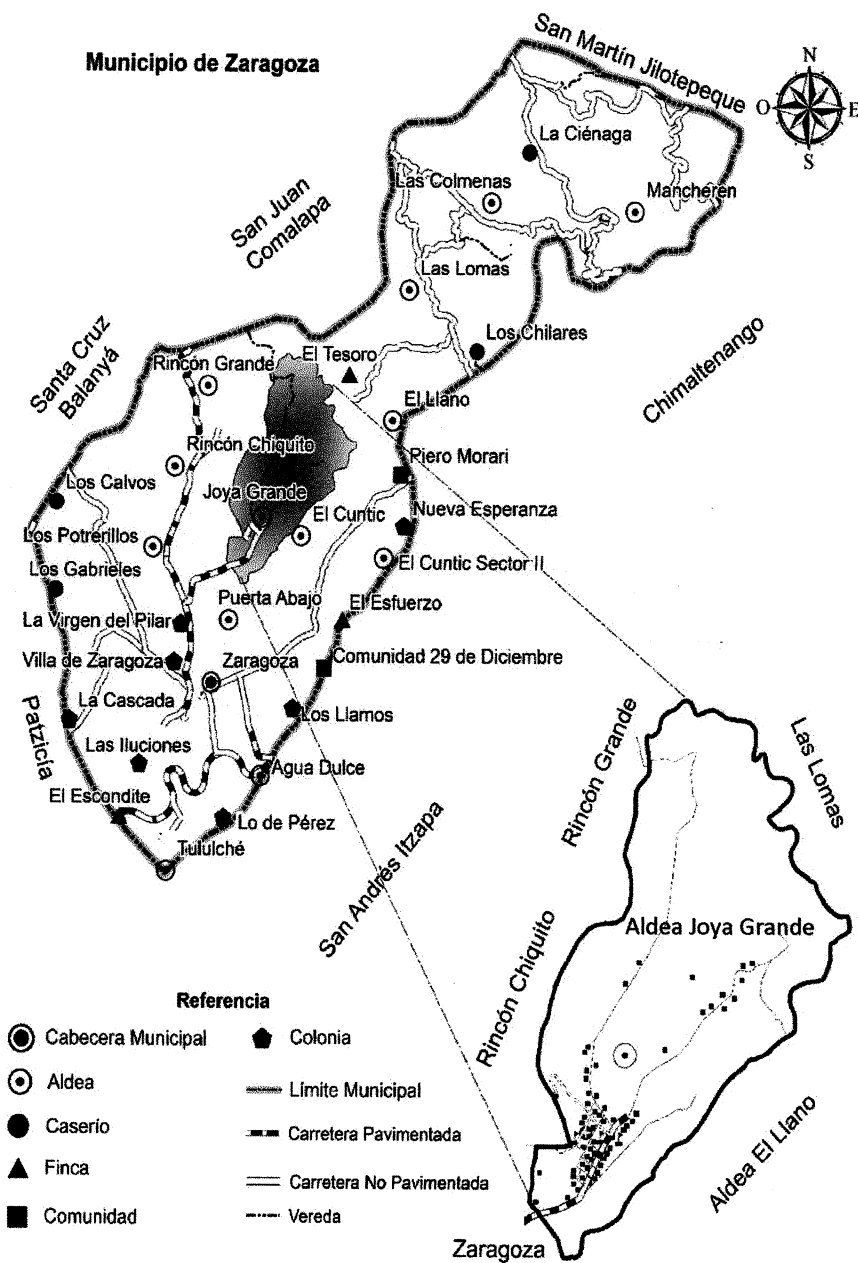 Municipio de Zaragoza
San Martín Jilotepeque
N
O
E
S
La Ciénaga
Las Colmenas
Mancheren
San Juan
Comalapa
Las Lomas
Los Chilares
Chimaltenango
Santa Cruz
Balanyá
Rincón Grande
El Tesoro
El Llano
Rincón Chiquito
Piero Morari
Los Calvos
Joya Grande
Nueva Esperanza
El Cuntic
Los Potrerillos
El Cuntic Sector II
Los Gabrieles
Puerta Abajo
El Esfuerzo
La Virgen del Pilar
Villa de Zaragoza
Zaragoza
Comunidad 29 de Diciembre
La Cascada
Los Llamos
Patzicía
Las Iluciones
Agua Dulce
El Escondite
Lo de Pérez
Tululché
San Andrés Itzapa
Rincón Grande
Las Lomas
Aldea Joya Grande
Rincón Chiquito
Aldea El Llano
Zaragoza
Referencia
Cabecera Municipal
Colonia
Aldea
Límite Municipal
Caserío
Carretera Pavimentada
Finca
Carretera No Pavimentada
Comunidad
Vereda